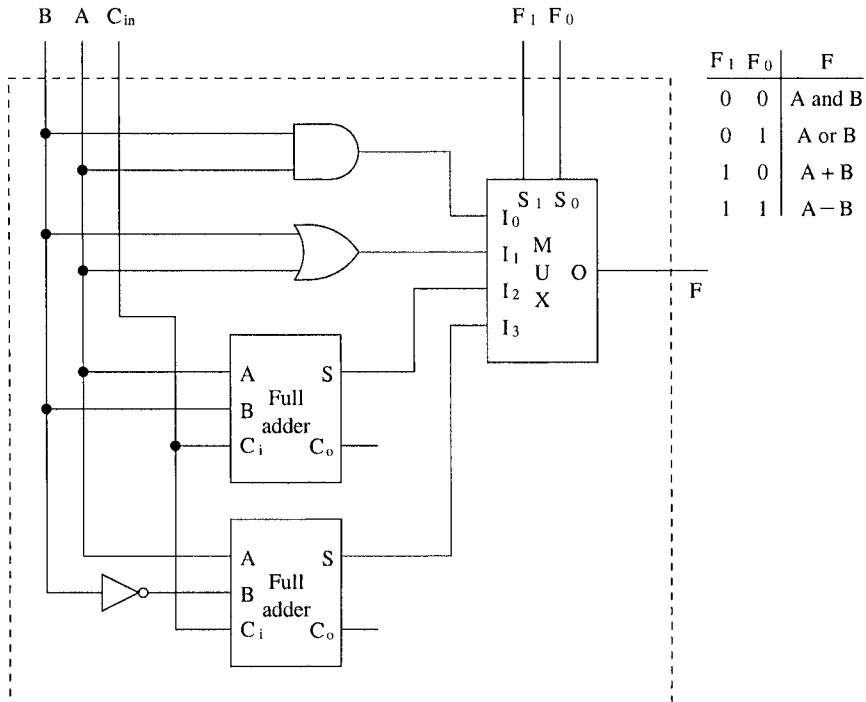 B A Cin F1 F0
F1 F0 F
0 0 A and B
0 1 A or B
1 0 A + B
1 1 A − B
S1 S0
I0
I1
I2
I3
M
U
X
O
F
A S
Full
adder
B
Ci Co
A S
Full
adder
B
Ci Co